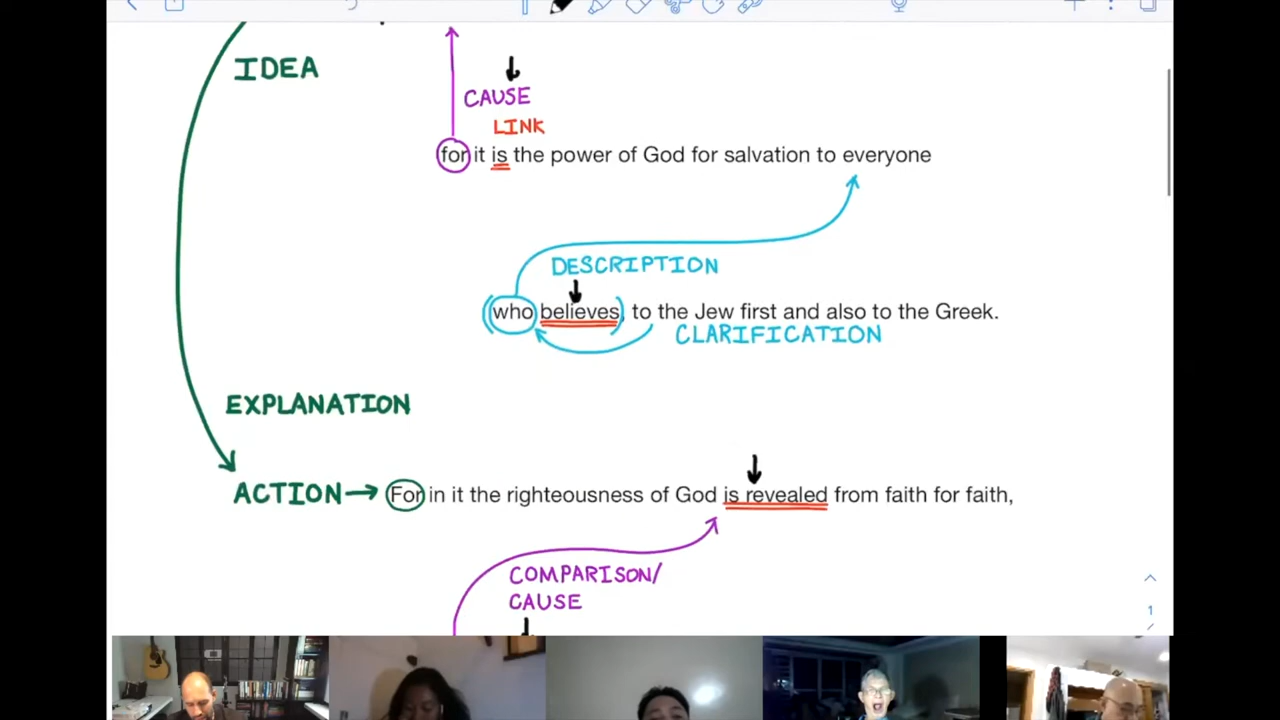 IDEA
CAUSE
LINK
for it is the power of God for salvation to everyone
DESCRIPTION
(who believes), to the Jew first and also to the Greek.
CLARIFICATION
EXPLANATION
ACTION → For in it the righteousness of God is revealed from faith for faith,
COMPARISON/
CAUSE
1